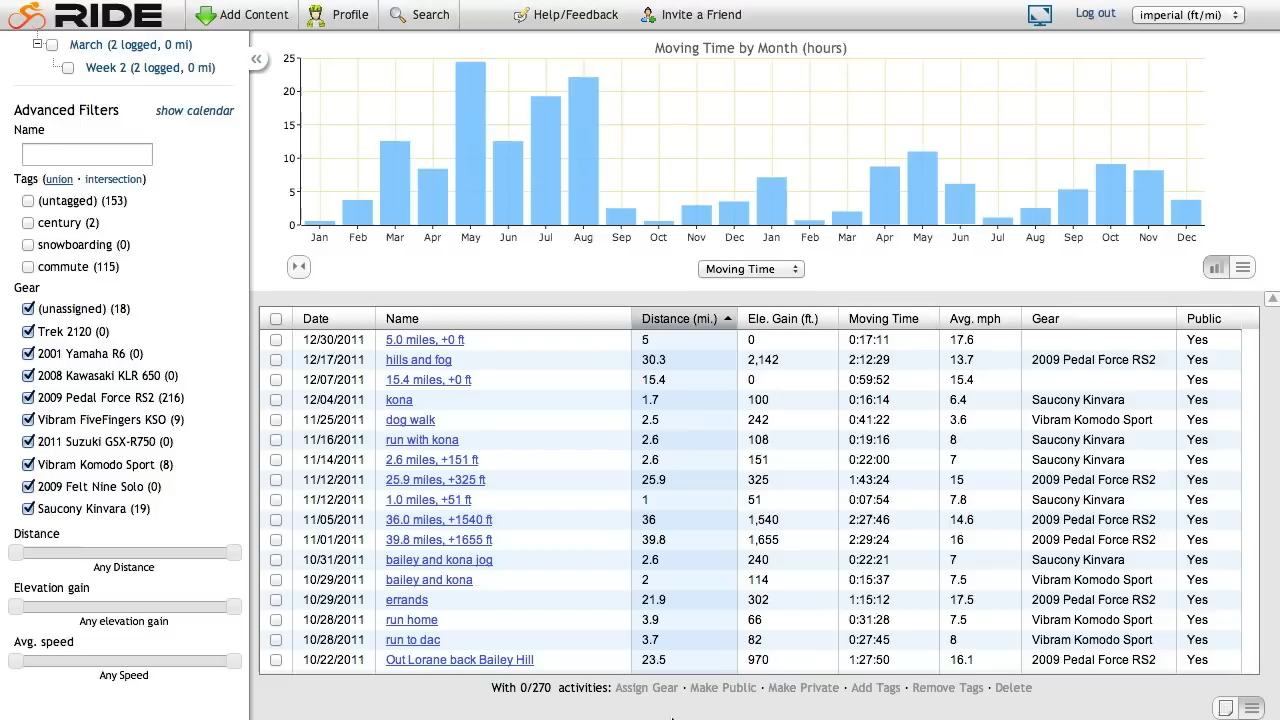 RIDE Add Content Profile Search Help/Feedback Invite a Friend Log out imperial (ft/mi)
March (2 logged, 0 mi)
Week 2 (2 logged, 0 mi)
Advanced Filters show calendar
Name
Tags (union · intersection)
(untagged) (153)
century (2)
snowboarding (0)
commute (115)
Gear
(unassigned) (18)
Trek 2120 (0)
2001 Yamaha R6 (0)
2008 Kawasaki KLR 650 (0)
2009 Pedal Force RS2 (216)
Vibram FiveFingers KSO (9)
2011 Suzuki GSX-R750 (0)
Vibram Komodo Sport (8)
2009 Felt Nine Solo (0)
Saucony Kinvara (19)
Distance
Any Distance
Elevation gain
Any elevation gain
Avg. speed
Any Speed
Moving Time by Month (hours)
25
20
15
10
5
0
Jan Feb Mar Apr May Jun Jul Aug Sep Oct Nov Dec Jan Feb Mar Apr May Jun Jul Aug Sep Oct Nov Dec
Moving Time
Date Name Distance (mi.) Ele. Gain (ft.) Moving Time Avg. mph Gear Public
12/30/2011 5.0 miles, +0 ft 5 0 0:17:11 17.6 Yes
12/17/2011 hills and fog 30.3 2,142 2:12:29 13.7 2009 Pedal Force RS2 Yes
12/07/2011 15.4 miles, +0 ft 15.4 0 0:59:52 15.4 Yes
12/04/2011 kona 1.7 100 0:16:14 6.4 Saucony Kinvara Yes
11/25/2011 dog walk 2.5 242 0:41:22 3.6 Vibram Komodo Sport Yes
11/16/2011 run with kona 2.6 108 0:19:16 8 Saucony Kinvara Yes
11/14/2011 2.6 miles, +151 ft 2.6 151 0:22:00 7 Saucony Kinvara Yes
11/12/2011 25.9 miles, +325 ft 25.9 325 1:43:24 15 2009 Pedal Force RS2 Yes
11/12/2011 1.0 miles, +51 ft 1 51 0:07:54 7.8 Saucony Kinvara Yes
11/05/2011 36.0 miles, +1540 ft 36 1,540 2:27:46 14.6 2009 Pedal Force RS2 Yes
11/01/2011 39.8 miles, +1655 ft 39.8 1,655 2:29:24 16 2009 Pedal Force RS2 Yes
10/31/2011 bailey and kona jog 2.6 240 0:22:21 7 Saucony Kinvara Yes
10/29/2011 bailey and kona 2 114 0:15:37 7.5 Vibram Komodo Sport Yes
10/29/2011 errands 21.9 302 1:15:12 17.5 2009 Pedal Force RS2 Yes
10/28/2011 run home 3.9 66 0:31:28 7.5 Vibram Komodo Sport Yes
10/28/2011 run to dac 3.7 82 0:27:45 8 Vibram Komodo Sport Yes
10/22/2011 Out Lorane back Bailey Hill 23.5 970 1:27:50 16.1 2009 Pedal Force RS2 Yes
With 0/270 activities: Assign Gear · Make Public · Make Private · Add Tags · Remove Tags · Delete